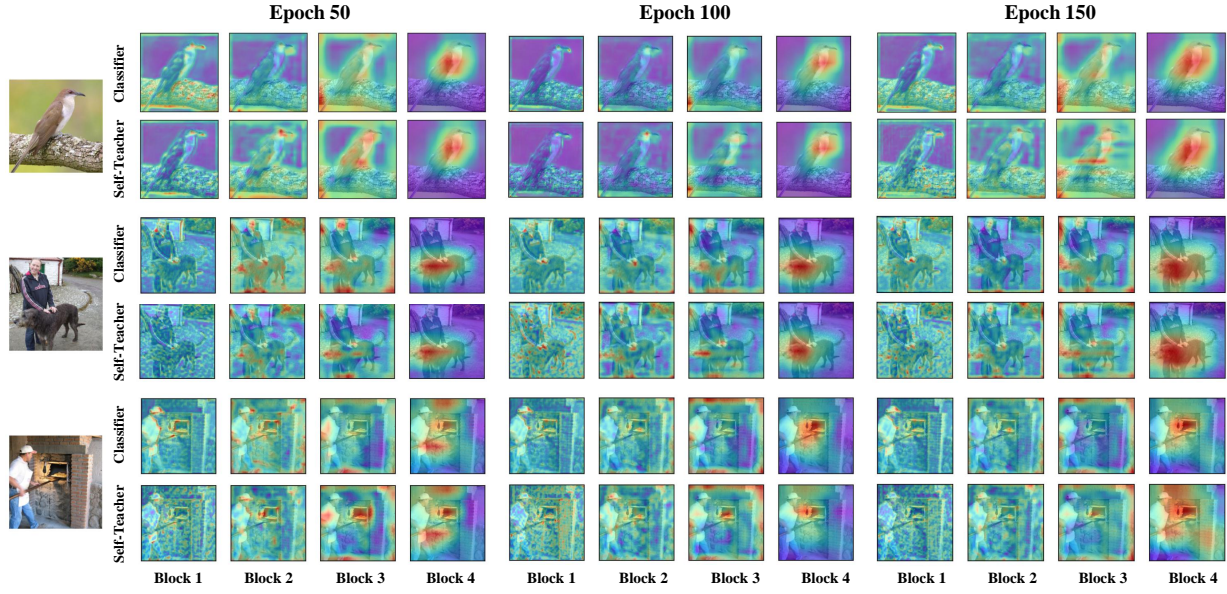 Epoch 50 Epoch 100 Epoch 150
Classifier
Self-Teacher
Classifier
Self-Teacher
Classifier
Self-Teacher
Block 1 Block 2 Block 3 Block 4 Block 1 Block 2 Block 3 Block 4 Block 1 Block 2 Block 3 Block 4